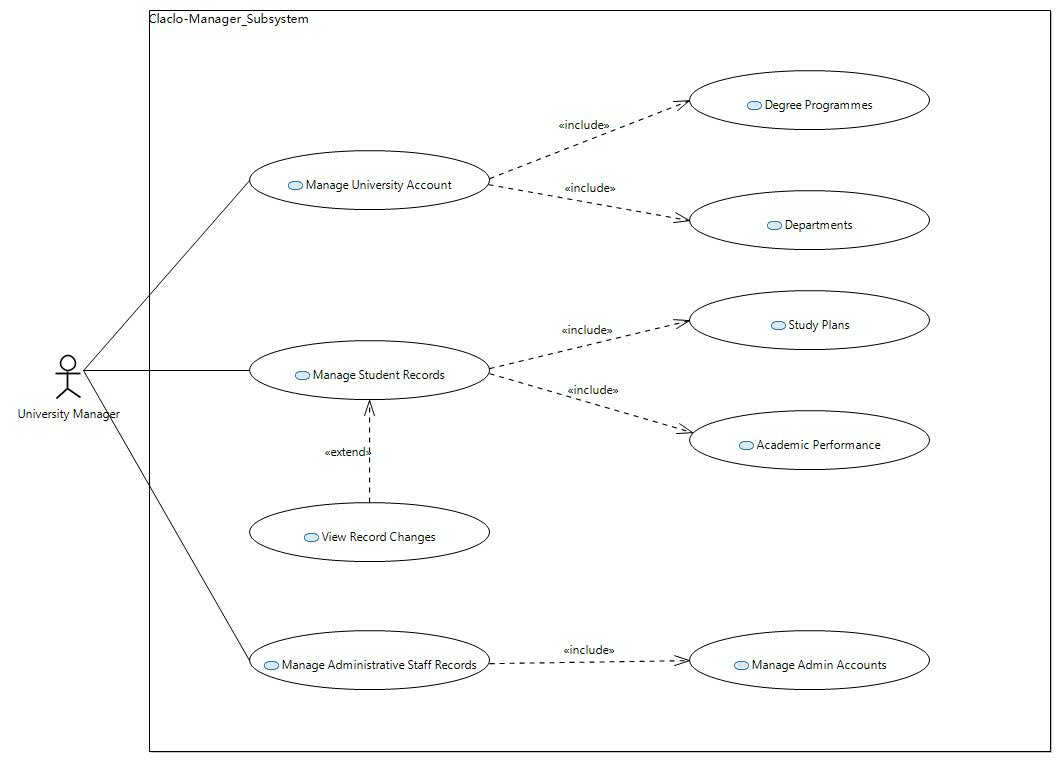 Claclo-Manager_Subsystem
Degree Programmes
«include»
Manage University Account
«include»
Departments
«include»
Study Plans
Manage Student Records
«include»
University Manager
Academic Performance
«extend»
View Record Changes
«include»
Manage Administrative Staff Records
Manage Admin Accounts